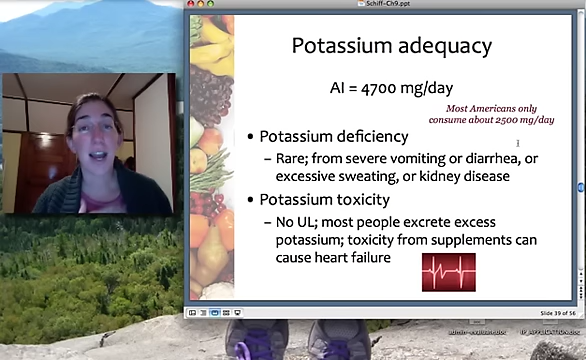 Schiff-Ch9.ppt
Potassium adequacy
AI = 4700 mg/day
Most Americans only
consume about 2500 mg/day
• Potassium deficiency
– Rare; from severe vomiting or diarrhea, or
excessive sweating, or kidney disease
• Potassium toxicity
– No UL; most people excrete excess
potassium; toxicity from supplements can
cause heart failure
Slide 39 of 56